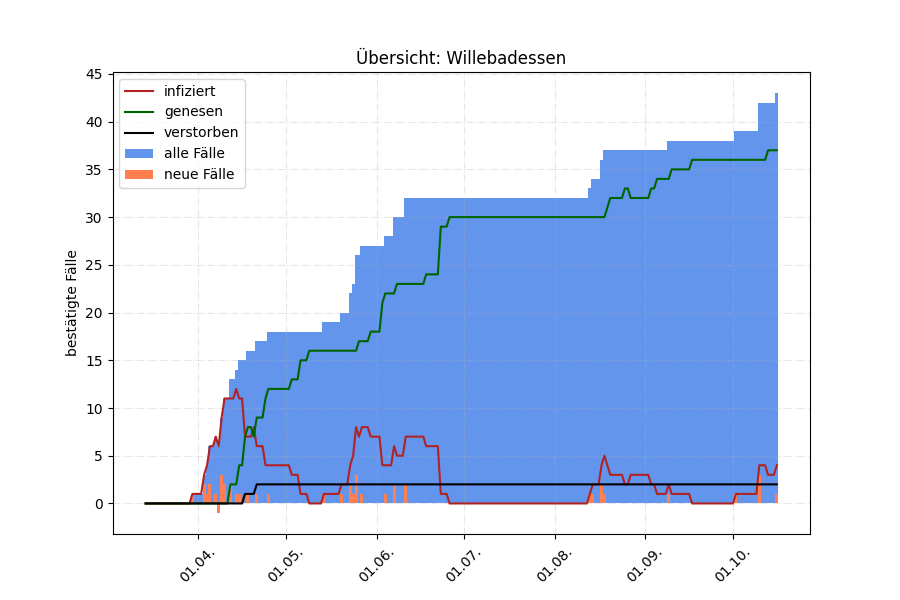 Übersicht: Willebadessen
infiziert
genesen
verstorben
alle Fälle
neue Fälle
bestätigte Fälle
45
40
35
30
25
20
15
10
5
0
01.04.
01.05.
01.06.
01.07.
01.08.
01.09.
01.10.